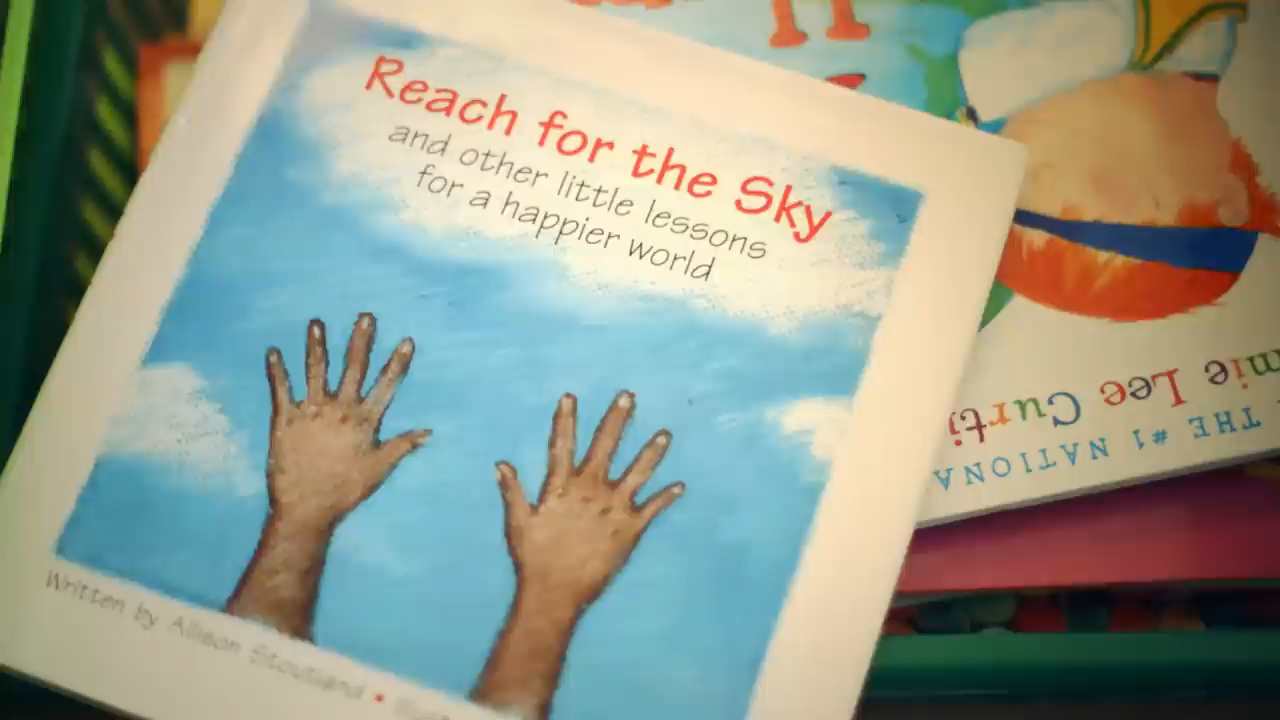 Reach for the Sky
and other little lessons
for a happier world
Written by Allison Stoutland •
mie Lee Curti
THE #1 NATIONA